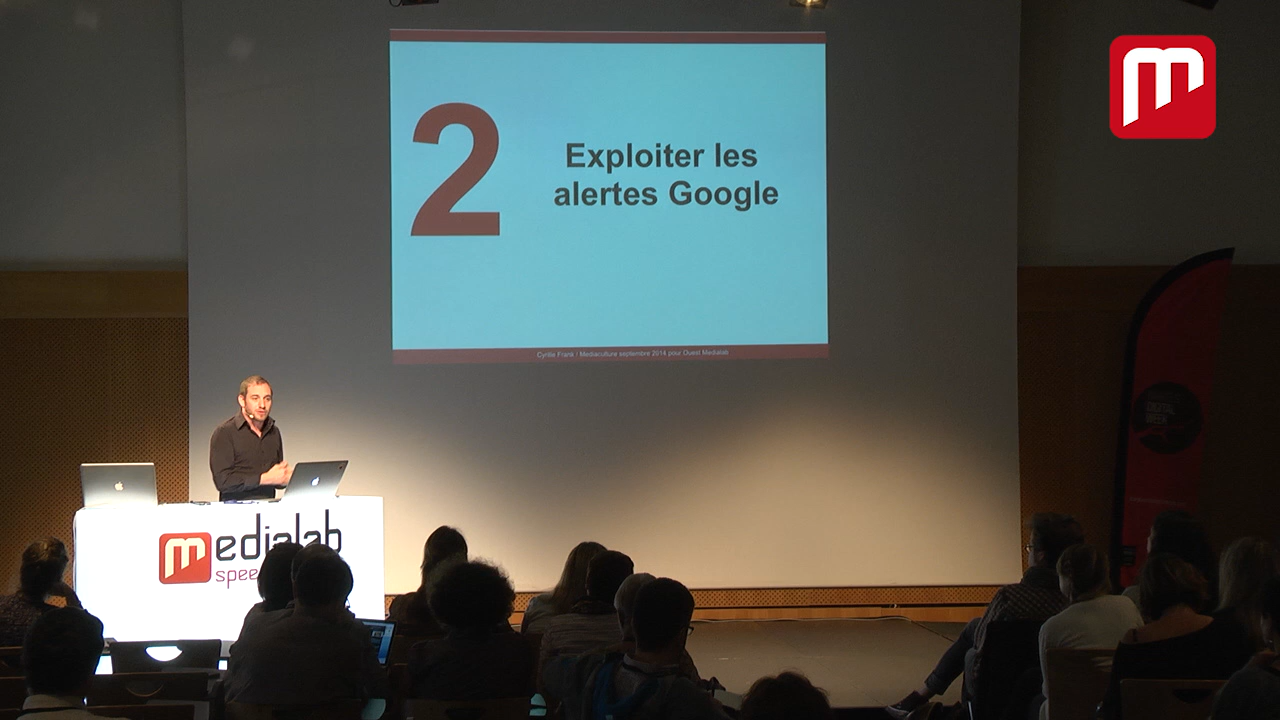 2
Exploiter les
alertes Google
Cyrille Frank / Mediaculture septembre 2014 pour Ouest Medialab
medialab
spee